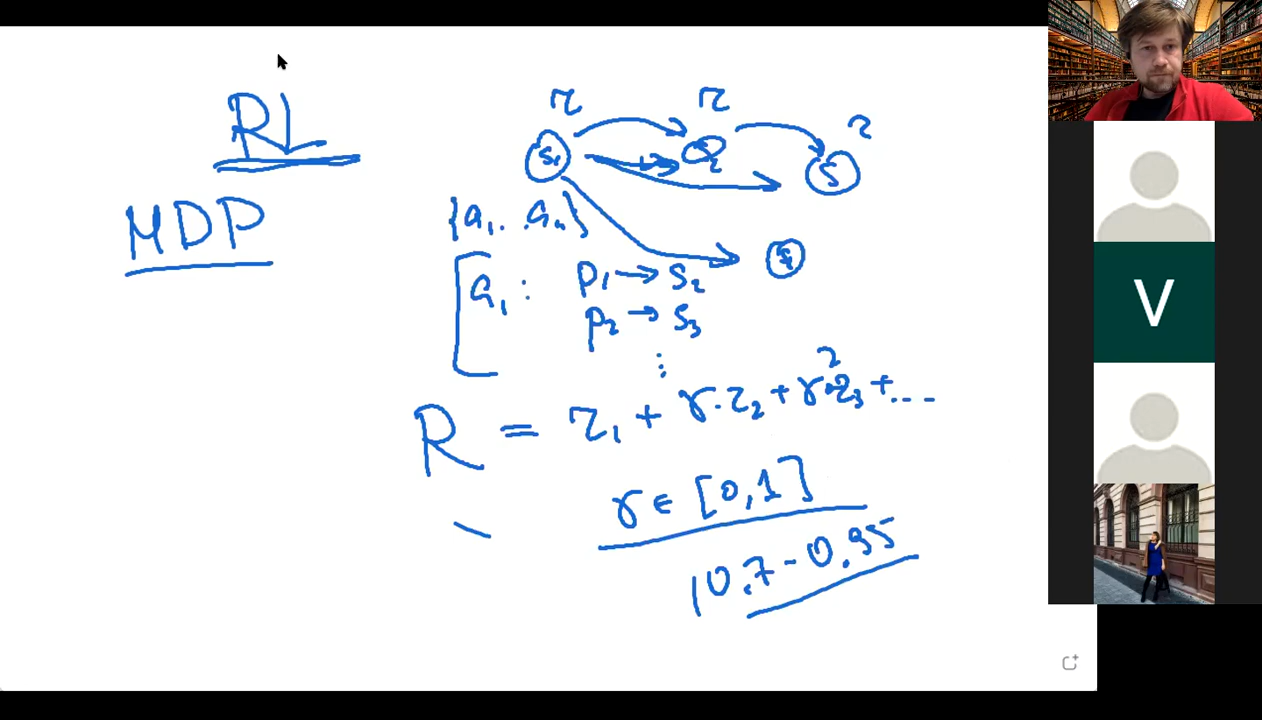 RL
MDP
r r r
S₁ S₂ S
{a₁. .aₙ}
S₄
a₁ : p₁ → S₂
p₂ → S₃
⋮
R = r₁ + γ·r₂ + γ²·r₃ + ...
γ ∈ [0,1]
0.7 - 0.95
V